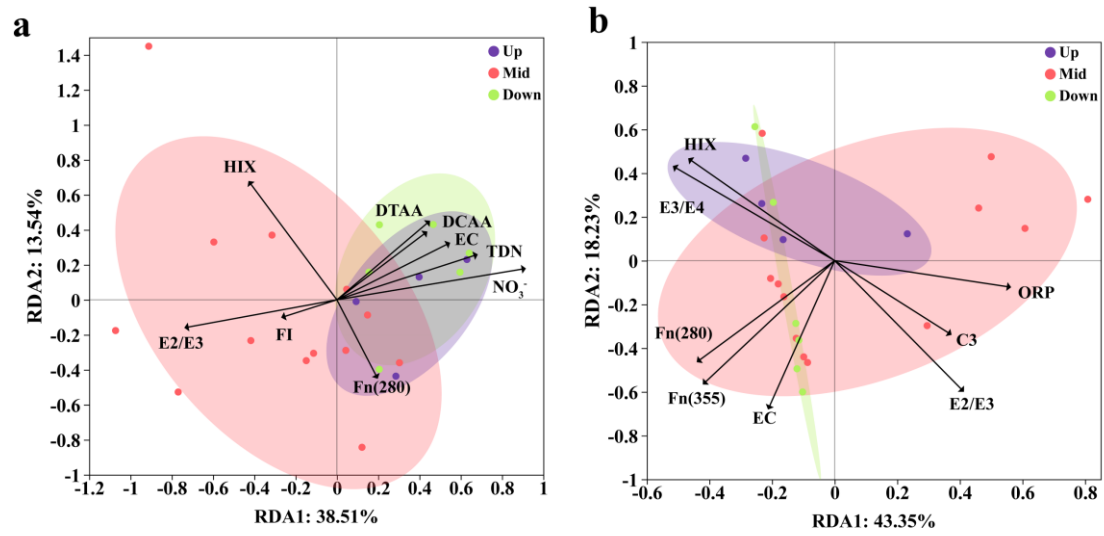 a
Up
Mid
Down
1.4
1.2
1
0.8
0.6
0.4
0.2
0
-0.2
-0.4
-0.6
-0.8
-1
RDA2: 13.54%
HIX
DTAA
DCAA
EC
TDN
NO₃⁻
E2/E3
FI
Fn(280)
-1.2 -1 -0.8 -0.6 -0.4 -0.2 0 0.2 0.4 0.6 0.8 1
RDA1: 38.51%
b
Up
Mid
Down
1
0.8
0.6
0.4
0.2
0
-0.2
-0.4
-0.6
-0.8
-1
RDA2: 18.23%
HIX
E3/E4
ORP
Fn(280)
C3
Fn(355)
E2/E3
EC
-0.6 -0.4 -0.2 0 0.2 0.4 0.6 0.8
RDA1: 43.35%